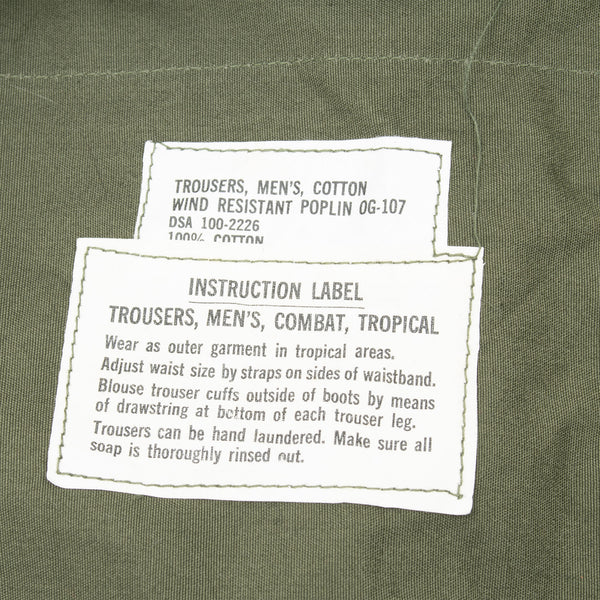 TROUSERS, MEN'S, COTTON
WIND RESISTANT POPLIN OG-107
DSA 100-2226
100% COTTON
INSTRUCTION LABEL
TROUSERS, MEN'S, COMBAT, TROPICAL
Wear as outer garment in tropical areas.
Adjust waist size by straps on sides of waistband.
Blouse trouser cuffs outside of boots by means
of drawstring at bottom of each trouser leg.
Trousers can be hand laundered. Make sure all
soap is thoroughly rinsed out.